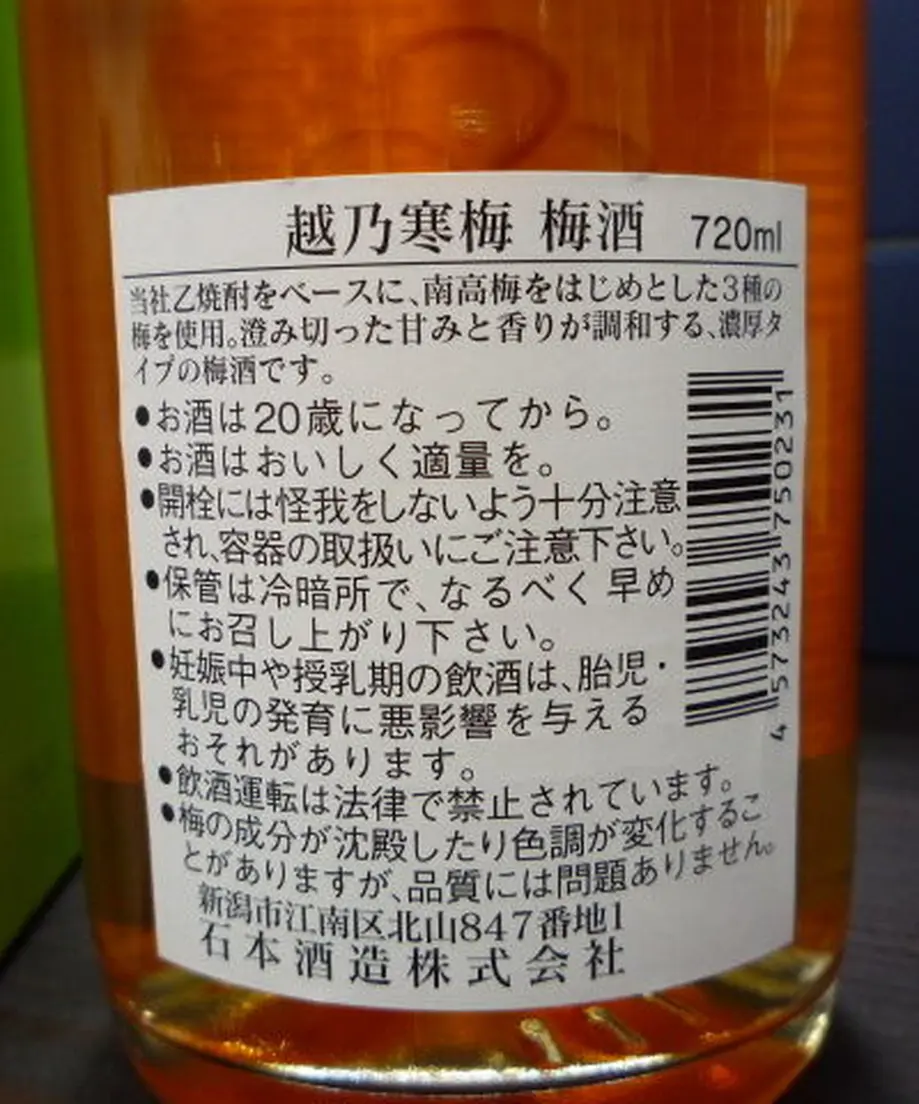 越乃寒梅 梅酒 720ml
当社乙焼酎をベースに、南高梅をはじめとした3種の
梅を使用。澄み切った甘みと香りが調和する、濃厚タ
イプの梅酒です。
●お酒は20歳になってから。
●お酒はおいしく適量を。
●開栓には怪我をしないよう十分注意
され、容器の取扱いにご注意下さい。
●保管は冷暗所で、なるべく早め
にお召し上がり下さい。
●妊娠中や授乳期の飲酒は、胎児・
乳児の発育に悪影響を与える
おそれがあります。
●飲酒運転は法律で禁止されています。
●梅の成分が沈殿したり色調が変化するこ
とがありますが、品質には問題ありません。
新潟市江南区北山847番地1
石本酒造株式会社
4 573243 750231